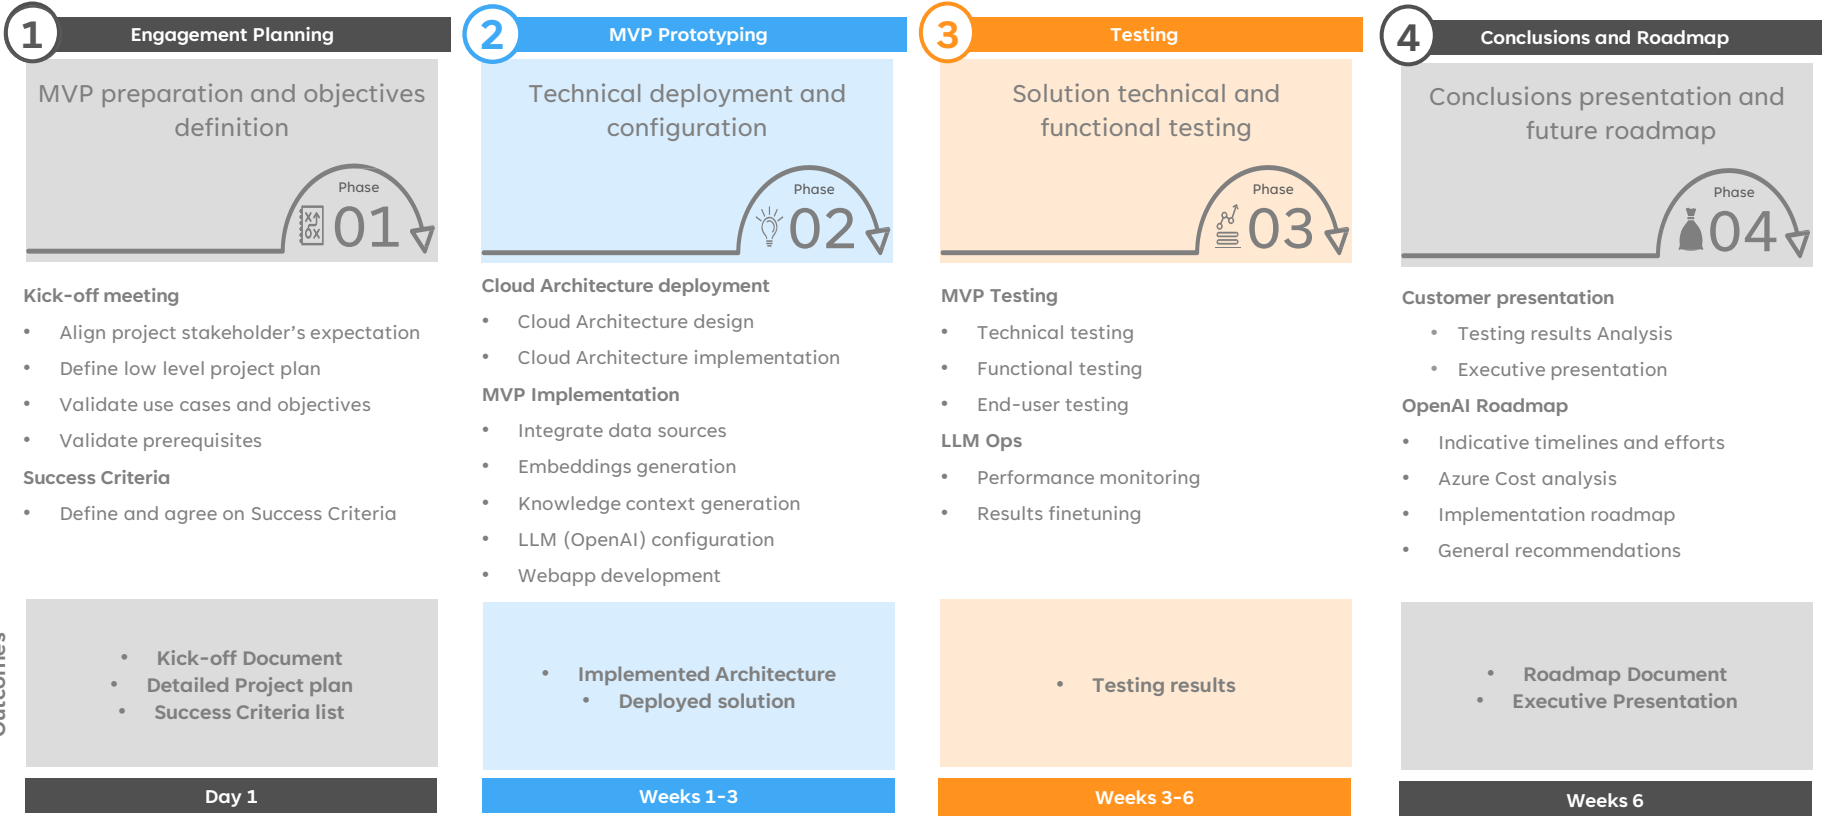 1
Engagement Planning
MVP preparation and objectives
definition
Phase
01
Kick-off meeting
• Align project stakeholder's expectation
• Define low level project plan
• Validate use cases and objectives
• Validate prerequisites
Success Criteria
• Define and agree on Success Criteria
Outcomes
• Kick-off Document
• Detailed Project plan
• Success Criteria list
Day 1
2
MVP Prototyping
Technical deployment and
configuration
Phase
02
Cloud Architecture deployment
• Cloud Architecture design
• Cloud Architecture implementation
MVP Implementation
• Integrate data sources
• Embeddings generation
• Knowledge context generation
• LLM (OpenAI) configuration
• Webapp development
• Implemented Architecture
• Deployed solution
Weeks 1-3
3
Testing
Solution technical and
functional testing
Phase
03
MVP Testing
• Technical testing
• Functional testing
• End-user testing
LLM Ops
• Performance monitoring
• Results finetuning
• Testing results
Weeks 3-6
4
Conclusions and Roadmap
Conclusions presentation and
future roadmap
Phase
04
Customer presentation
• Testing results Analysis
• Executive presentation
OpenAI Roadmap
• Indicative timelines and efforts
• Azure Cost analysis
• Implementation roadmap
• General recommendations
• Roadmap Document
• Executive Presentation
Weeks 6